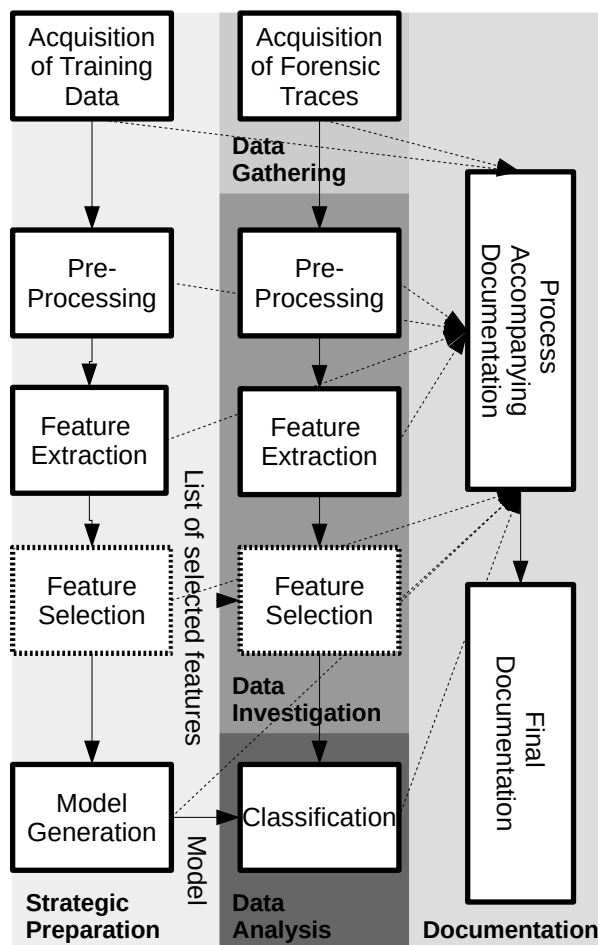 Acquisition
of Training
Data
Acquisition
of Forensic
Traces
Data
Gathering
Process
Accompanying
Documentation
Pre-
Processing
Pre-
Processing
Feature
Extraction
Feature
Extraction
List of selected features
Feature
Selection
Feature
Selection
Data
Investigation
Final
Documentation
Model
Generation
Model
Classification
Strategic
Preparation
Data
Analysis
Documentation